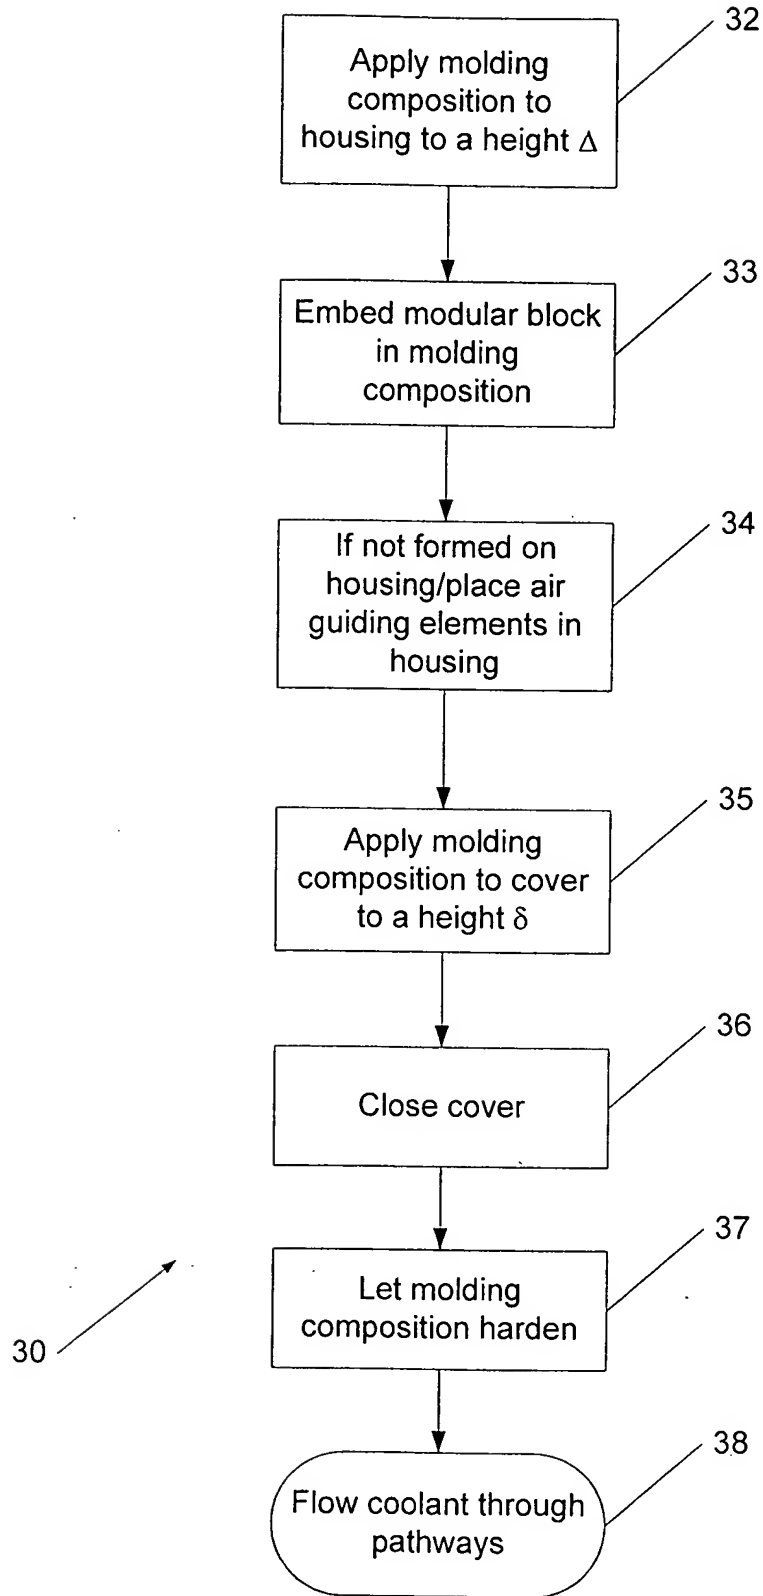 32
Apply molding
composition to
housing to a height Δ
33
Embed modular block
in molding
composition
34
If not formed on
housing/place air
guiding elements in
housing
35
Apply molding
composition to cover
to a height δ
36
Close cover
37
Let molding
composition harden
30
38
Flow coolant through
pathways